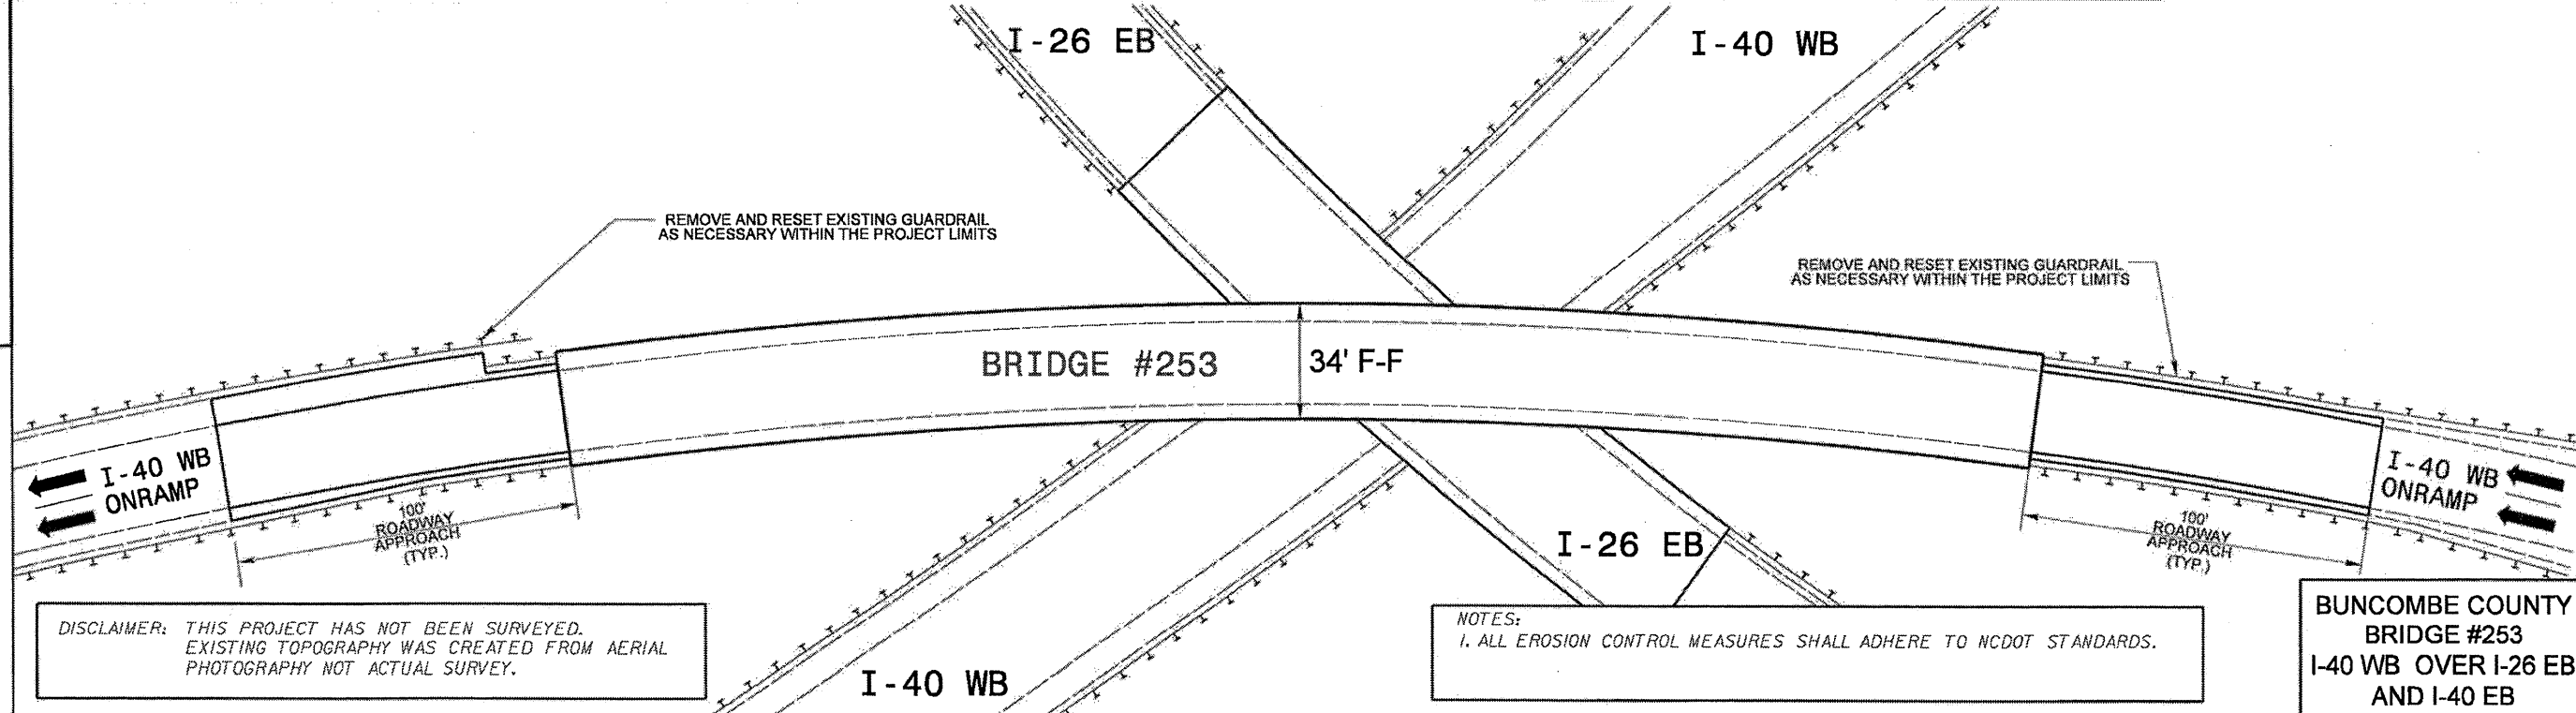 I-26 EB
I-40 WB
REMOVE AND RESET EXISTING GUARDRAIL
AS NECESSARY WITHIN THE PROJECT LIMITS
REMOVE AND RESET EXISTING GUARDRAIL
AS NECESSARY WITHIN THE PROJECT LIMITS
BRIDGE #253
34' F-F
I-40 WB
ONRAMP
100'
ROADWAY
APPROACH
(TYP.)
I-40 WB
ONRAMP
100'
ROADWAY
APPROACH
(TYP.)
I-26 EB
I-40 WB
DISCLAIMER: THIS PROJECT HAS NOT BEEN SURVEYED.
EXISTING TOPOGRAPHY WAS CREATED FROM AERIAL
PHOTOGRAPHY NOT ACTUAL SURVEY.
NOTES:
1. ALL EROSION CONTROL MEASURES SHALL ADHERE TO NCDOT STANDARDS.
BUNCOMBE COUNTY
BRIDGE #253
I-40 WB OVER I-26 EB
AND I-40 EB